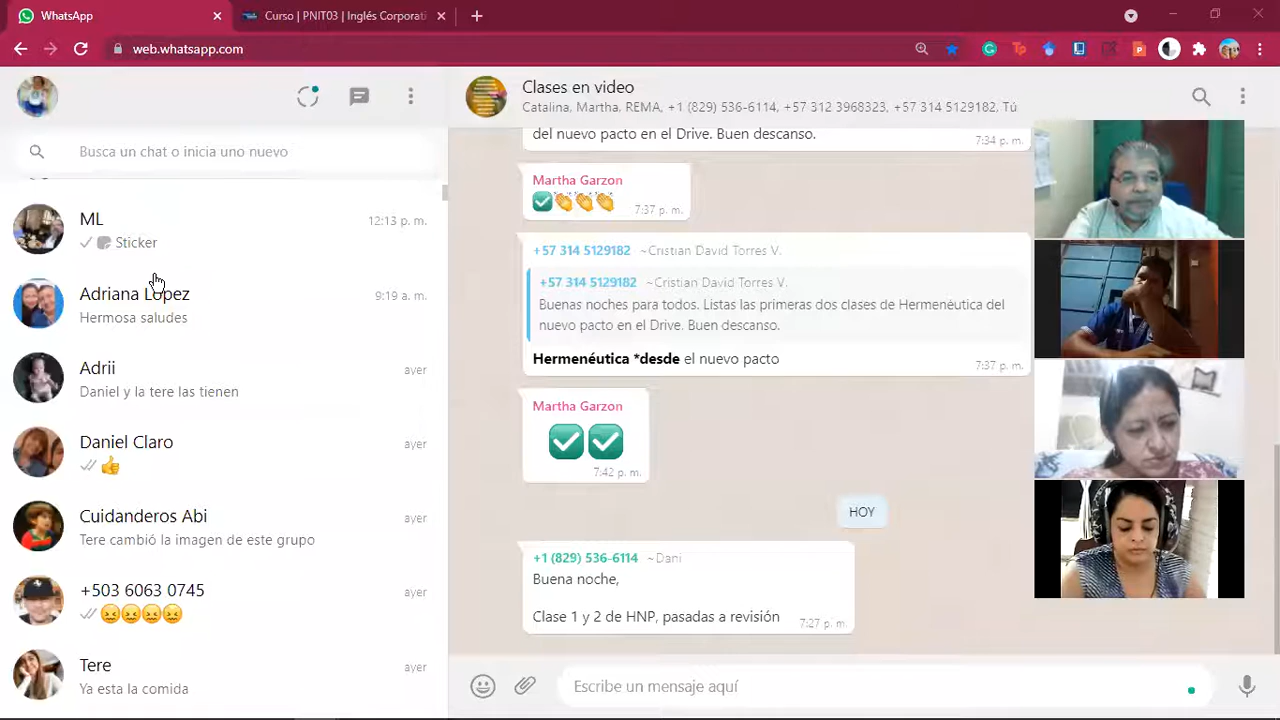 WhatsApp
Curso | PNIT03 | Inglés Corporati
web.whatsapp.com
Busca un chat o inicia uno nuevo
ML
12:13 p. m.
Sticker
Adriana Lopez
9:19 a. m.
Hermosa saludes
Adrii
ayer
Daniel y la tere las tienen
Daniel Claro
ayer
👍
Cuidanderos Abi
ayer
Tere cambió la imagen de este grupo
+503 6063 0745
ayer
😖😖😖😖
Tere
ayer
Ya esta la comida
Clases en video
Catalina, Martha, REMA, +1 (829) 536-6114, +57 312 3968323, +57 314 5129182, Tú
del nuevo pacto en el Drive. Buen descanso.
7:34 p. m.
Martha Garzon
✅👏👏👏
7:37 p. m.
+57 314 5129182 ~Cristian David Torres V.
+57 314 5129182 ~Cristian David Torres V.
Buenas noches para todos. Listas las primeras dos clases de Hermenéutica del
nuevo pacto en el Drive. Buen descanso.
Hermenéutica *desde el nuevo pacto
7:37 p. m.
Martha Garzon
✅✅
7:42 p. m.
HOY
+1 (829) 536-6114 ~Dani
Buena noche,
Clase 1 y 2 de HNP, pasadas a revisión
7:27 p. m.
Escribe un mensaje aquí